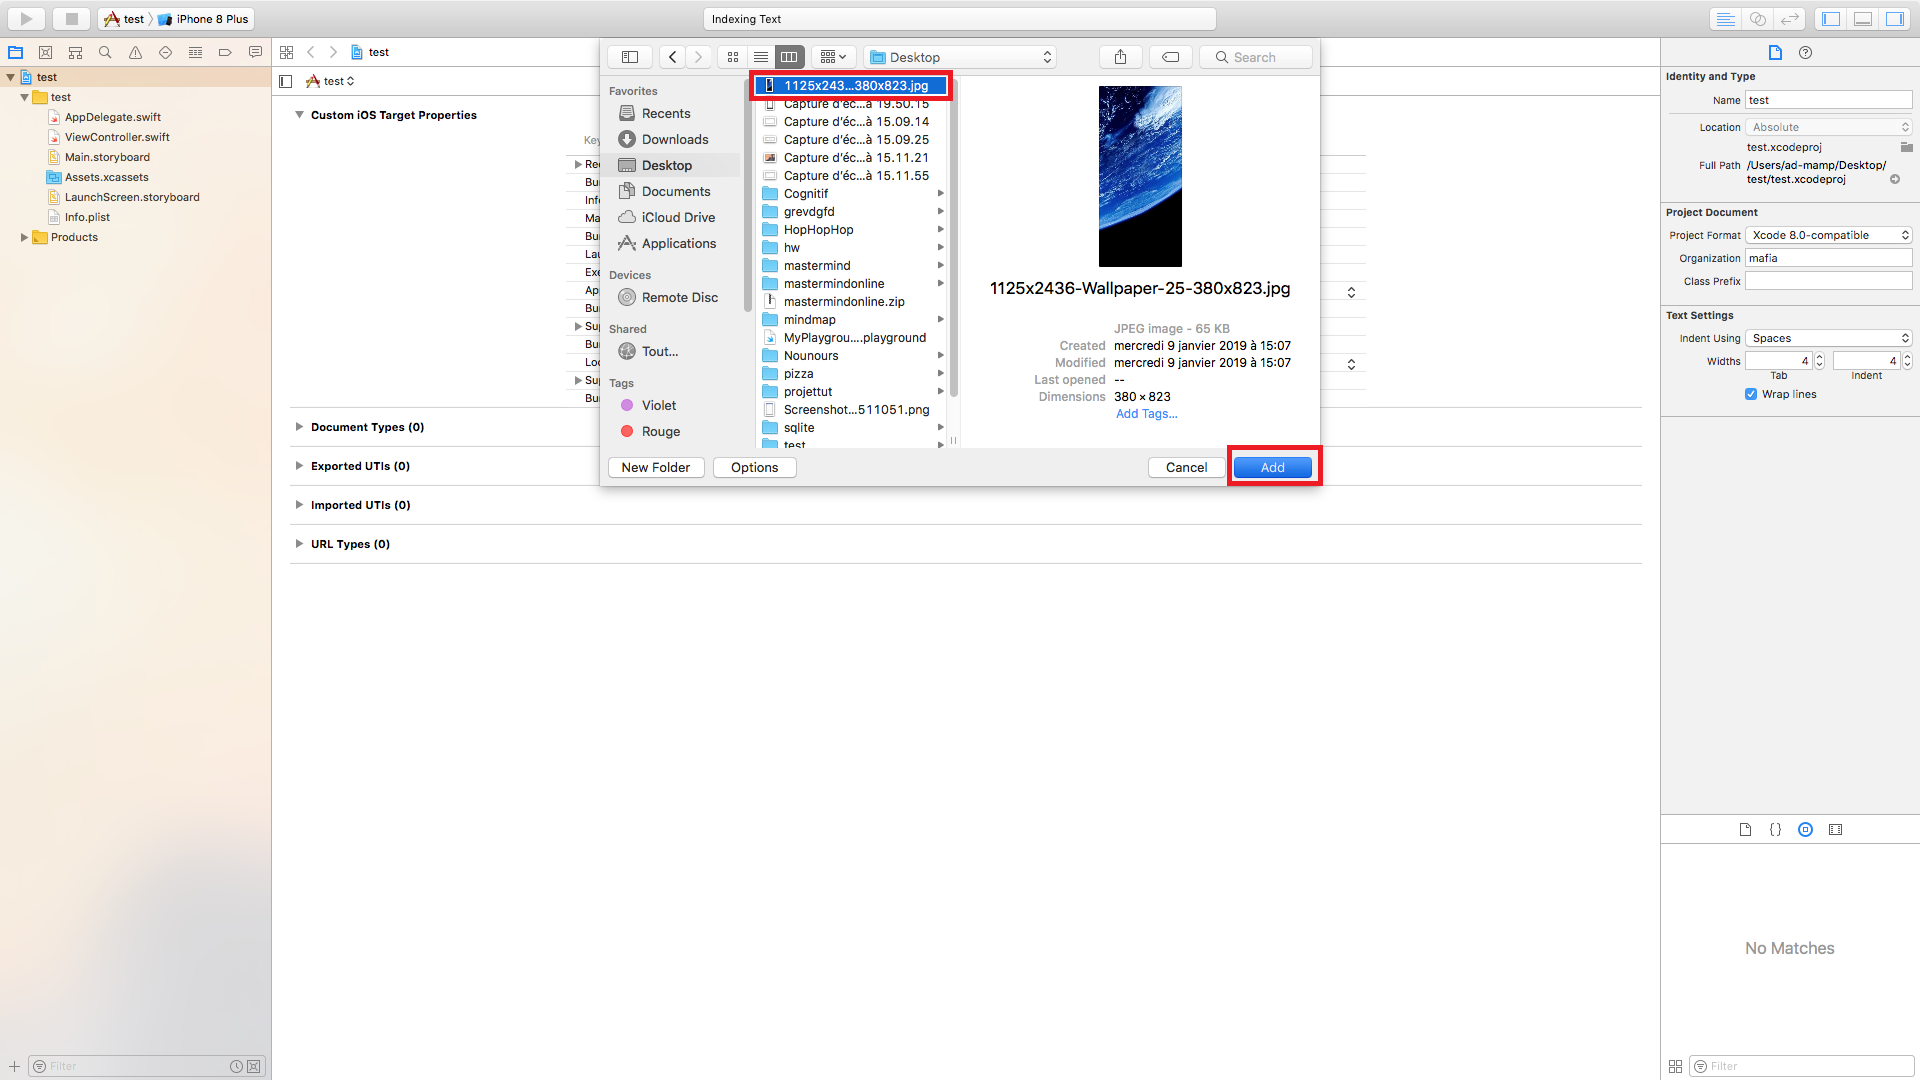 test
iPhone 8 Plus
Indexing Text
test
test
AppDelegate.swift
ViewController.swift
Main.storyboard
Assets.xcassets
LaunchScreen.storyboard
Info.plist
Products
Filter
test
test
Custom iOS Target Properties
Document Types (0)
Exported UTIs (0)
Imported UTIs (0)
URL Types (0)
Desktop
Search
Favorites
Recents
Downloads
Desktop
Documents
iCloud Drive
Applications
Devices
Remote Disc
Shared
Tout...
Tags
Violet
Rouge
1125x243...380x823.jpg
Capture d'éc...à 19.50.15
Capture d'éc...à 15.09.14
Capture d'éc...à 15.09.25
Capture d'éc...à 15.11.21
Capture d'éc...à 15.11.55
Cognitif
grevdgfd
HopHopHop
hw
mastermind
mastermindonline
mastermindonline.zip
mindmap
MyPlaygrou....playground
Nounours
pizza
projettut
Screenshot...511051.png
sqlite
test
1125x2436-Wallpaper-25-380x823.jpg
JPEG image - 65 KB
Created mercredi 9 janvier 2019 à 15:07
Modified mercredi 9 janvier 2019 à 15:07
Last opened --
Dimensions 380 × 823
Add Tags...
New Folder
Options
Cancel
Add
Identity and Type
Name test
Location Absolute
test.xcodeproj
Full Path /Users/ad-mamp/Desktop/
test/test.xcodeproj
Project Document
Project Format Xcode 8.0-compatible
Organization mafia
Class Prefix
Text Settings
Indent Using Spaces
Widths 4 4
Tab Indent
Wrap lines
No Matches
Filter